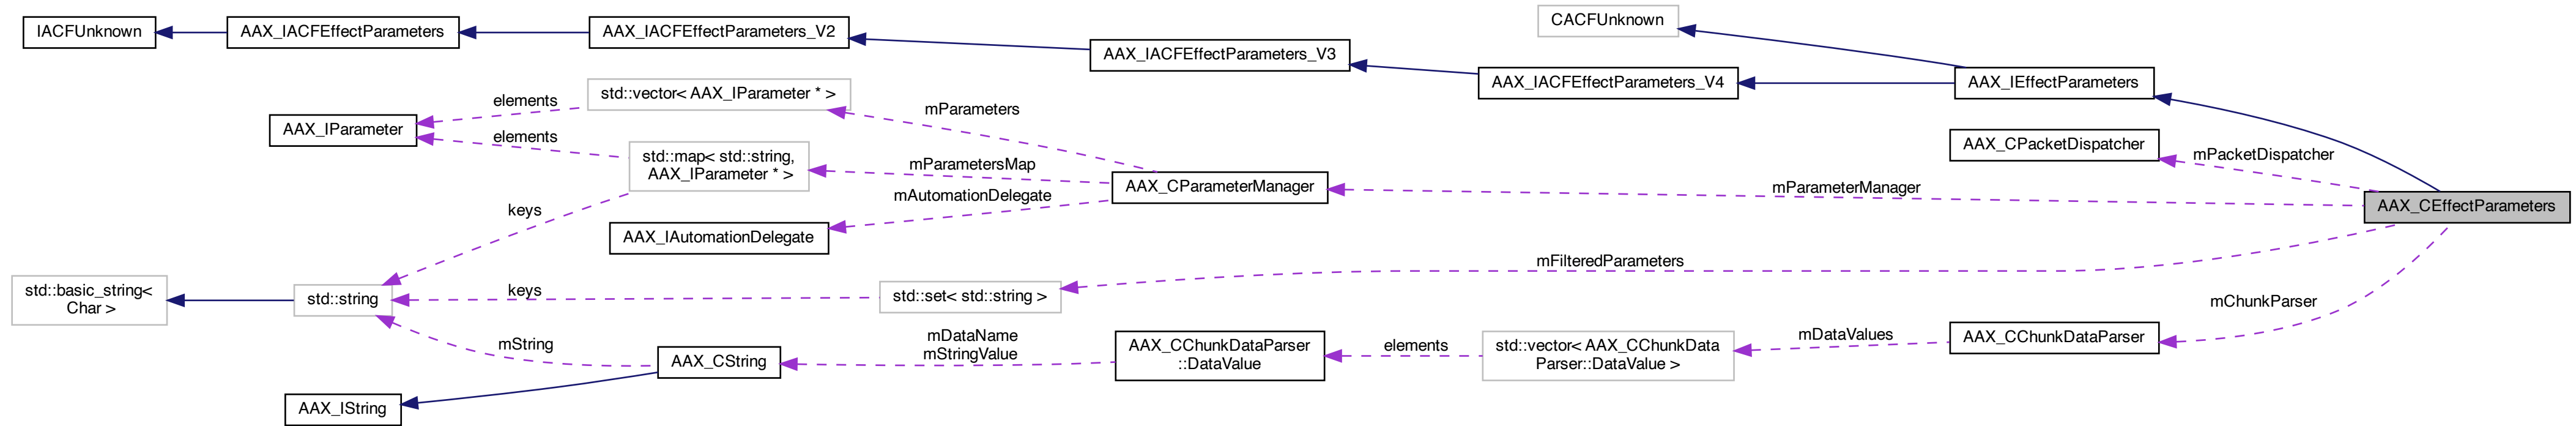 CACFUnknown
IACFUnknown
AAX_IACFEffectParameters
AAX_IACFEffectParameters_V2
AAX_IACFEffectParameters_V3
AAX_IACFEffectParameters_V4
AAX_IEffectParameters
std::vector< AAX_IParameter * >
elements
mParameters
AAX_IParameter
elements
std::map< std::string,
AAX_IParameter * >
mParametersMap
AAX_CPacketDispatcher
mPacketDispatcher
AAX_CParameterManager
mParameterManager
mAutomationDelegate
AAX_CEffectParameters
keys
AAX_IAutomationDelegate
mFilteredParameters
std::basic_string<
Char >
std::string
keys
std::set< std::string >
mChunkParser
mString
AAX_CString
mDataName
mStringValue
AAX_CChunkDataParser
::DataValue
elements
std::vector< AAX_CChunkData
Parser::DataValue >
mDataValues
AAX_CChunkDataParser
AAX_IString